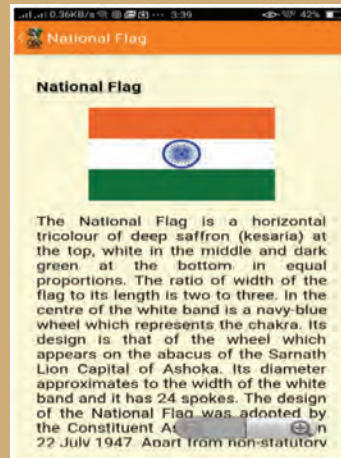 0.36KB/s 3:39 42%
National Flag
National Flag
The National Flag is a horizontal
tricolour of deep saffron (kesaria) at
the top, white in the middle and dark
green at the bottom in equal
proportions. The ratio of width of the
flag to its length is two to three. In the
centre of the white band is a navy-blue
wheel which represents the chakra. Its
design is that of the wheel which
appears on the abacus of the Sarnath
Lion Capital of Ashoka. Its diameter
approximates to the width of the white
band and it has 24 spokes. The design
of the National Flag was adopted by
the Constituent As n
22 July 1947. Apart from non-statutory